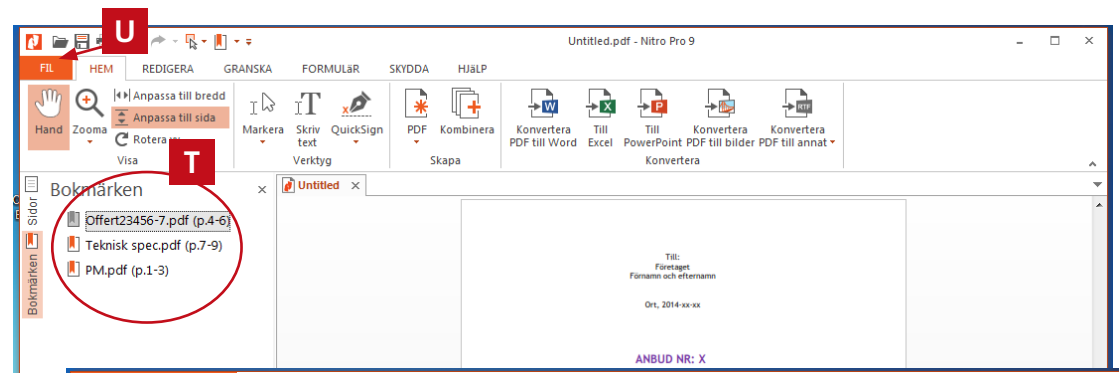 U
Untitled.pdf - Nitro Pro 9
FIL HEM REDIGERA GRANSKA FORMULäR SKYDDA HJäLP
Hand
Zooma
Anpassa till bredd
Anpassa till sida
Rotera
Visa
Markera
Skriv text
QuickSign
Verktyg
PDF
Kombinera
Skapa
Konvertera PDF till Word
Till Excel
Till PowerPoint
Konvertera PDF till bilder
Konvertera PDF till annat
Konvertera
T
Sidor
Bokmärken
Bokmärken
Offert23456-7.pdf (p.4-6)
Teknisk spec.pdf (p.7-9)
PM.pdf (p.1-3)
Untitled
Till:
Företaget
Förnamn och efternamn
Ort, 2014-xx-xx
ANBUD NR: X